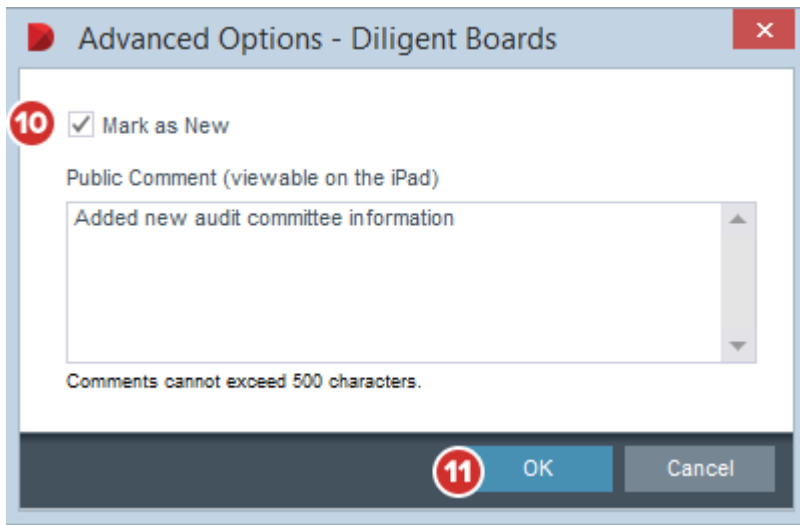 Advanced Options - Diligent Boards
10 Mark as New
Public Comment (viewable on the iPad)
Added new audit committee information
Comments cannot exceed 500 characters.
11 OK Cancel